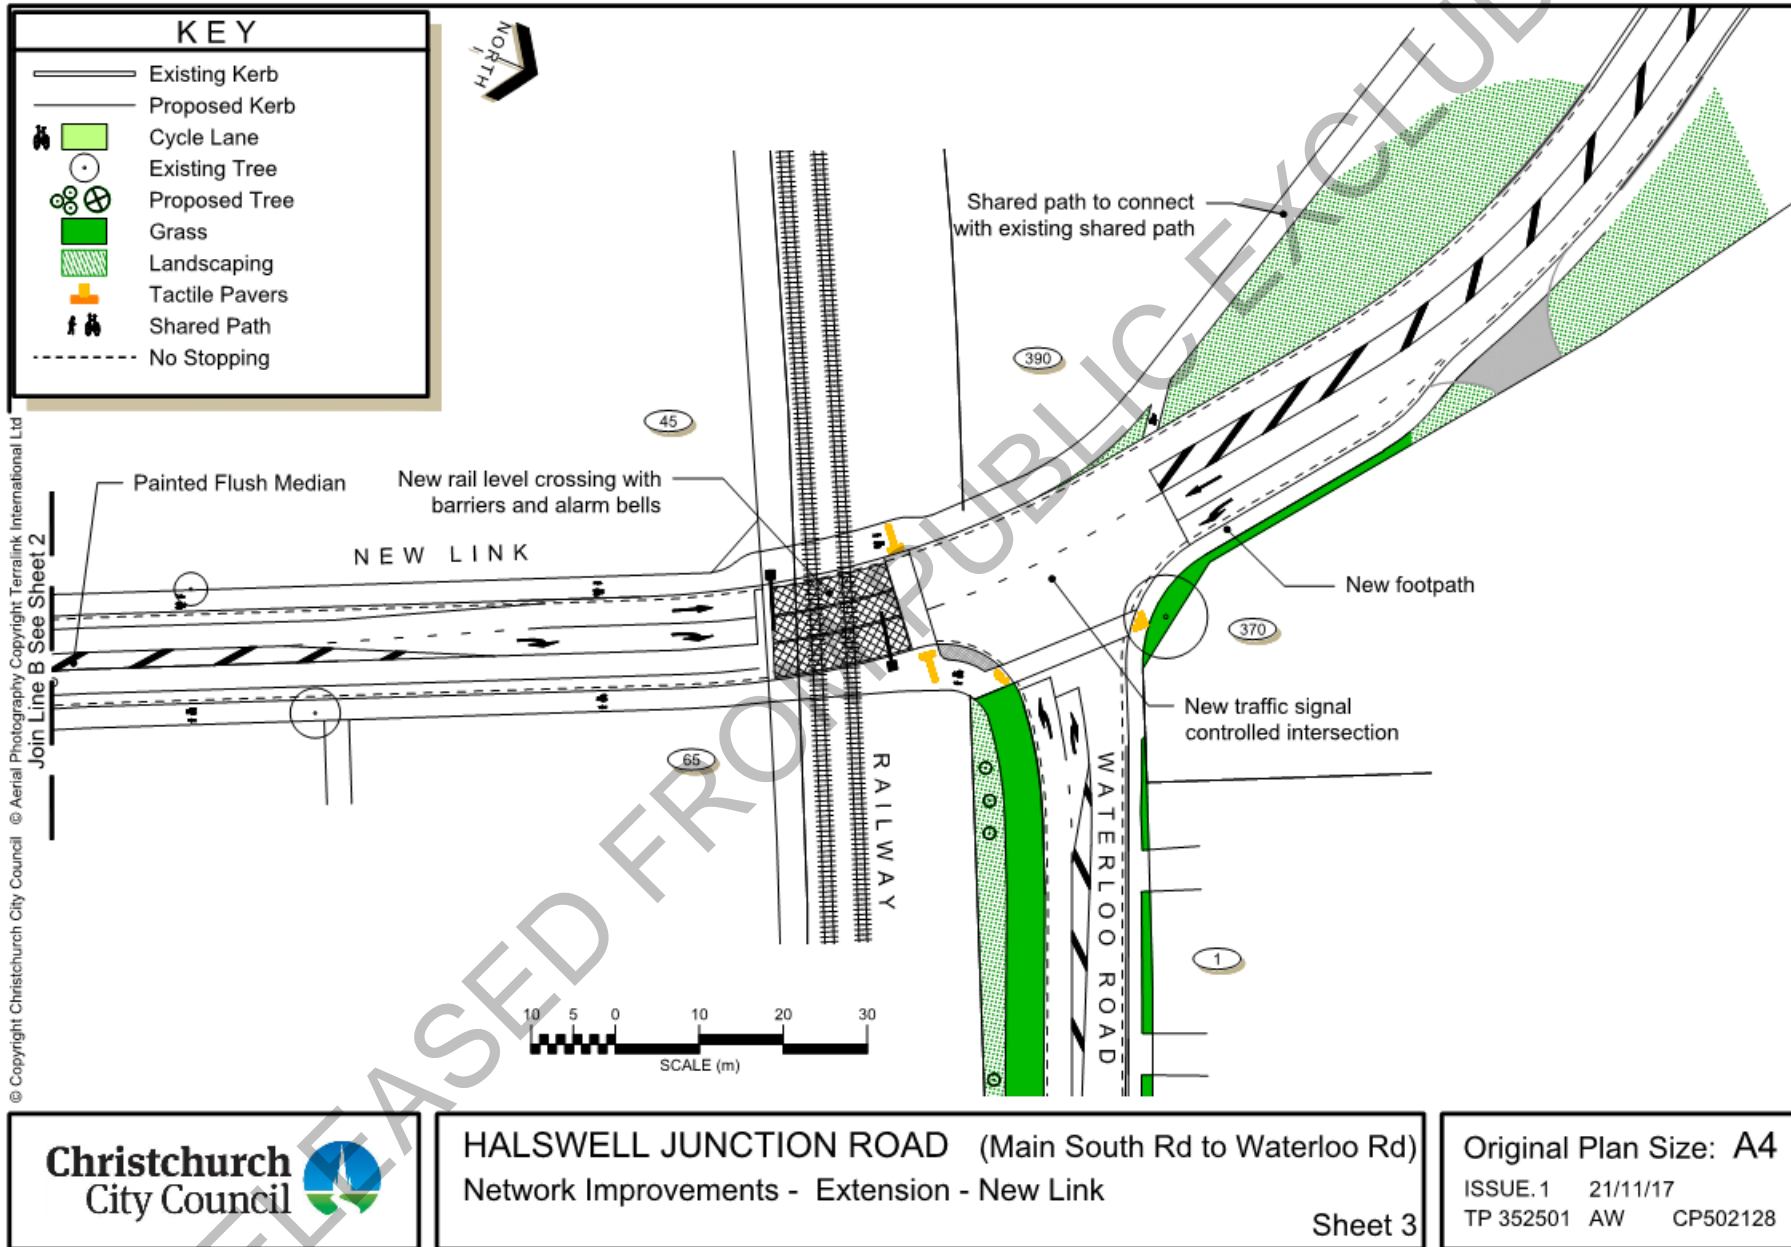 KEY
Existing Kerb
Proposed Kerb
Cycle Lane
Existing Tree
Proposed Tree
Grass
Landscaping
Tactile Pavers
Shared Path
No Stopping
NORTH
Shared path to connect
with existing shared path
390
45
Painted Flush Median
New rail level crossing with
barriers and alarm bells
NEW LINK
New footpath
370
New traffic signal
controlled intersection
65
RAILWAY
WATERLOO ROAD
1
Join Line B See Sheet 2
© Copyright Christchurch City Council © Aerial Photography Copyright Terralink International Ltd
10 5 0 10 20 30
SCALE (m)
RELEASED FROM PUBLIC EXCLUD
Christchurch
City Council
HALSWELL JUNCTION ROAD (Main South Rd to Waterloo Rd)
Network Improvements - Extension - New Link
Sheet 3
Original Plan Size: A4
ISSUE. 1 21/11/17
TP 352501 AW CP502128